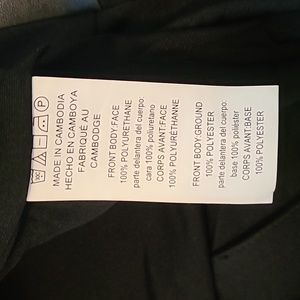 MADE IN CAMBODIA
HECHO EN CAMBOYA
FABRIQUÉ AU
CAMBODGE
FRONT BODY:FACE
100% POLYURETHANE
parte delantera del cuerpo:
cara 100% poliuretano
CORPS AVANT:FACE
100% POLYURÉTHANNE
FRONT BODY/GROUND
100% POLYESTER
parte delantera del cuerpo:
base 100% poliéster
CORPS AVANT:BASE
100% POLYESTER